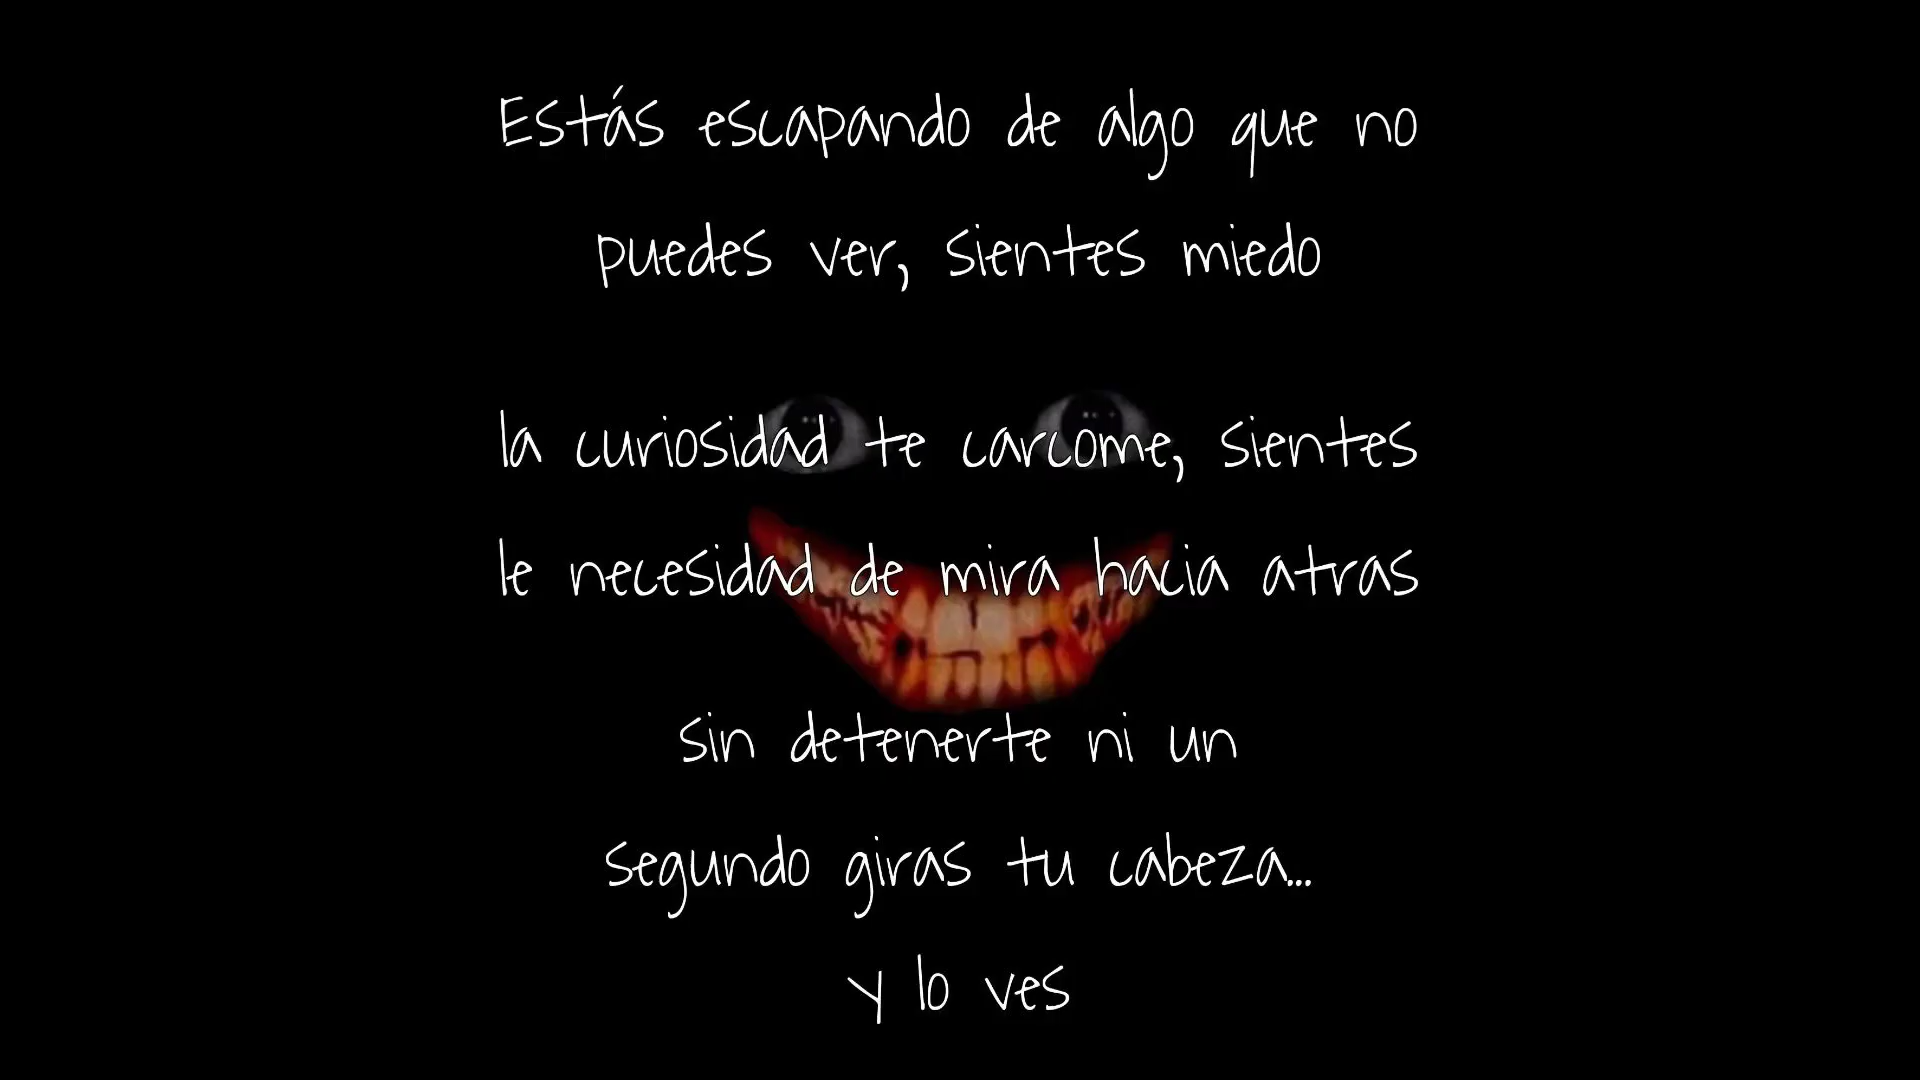 Estás escapando de algo que no
puedes ver, sientes miedo
la curiosidad te carcome, sientes
le necesidad de mira hacia atras
sin detenerte ni un
segundo giras tu cabeza...
y lo ves